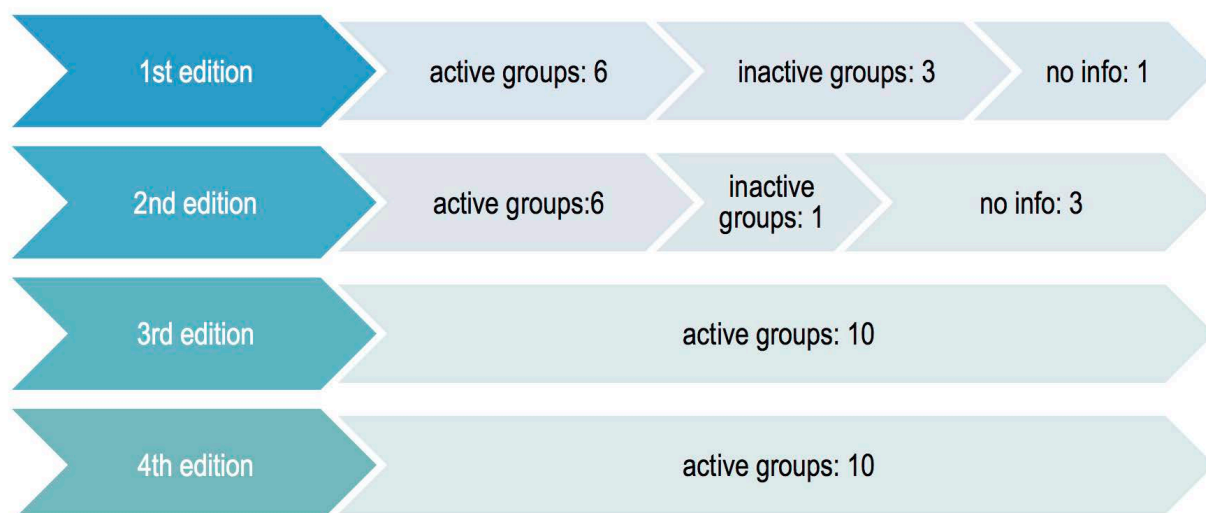 1st edition
active groups: 6
inactive groups: 3
no info: 1
2nd edition
active groups:6
inactive
groups: 1
no info: 3
3rd edition
active groups: 10
4th edition
active groups: 10